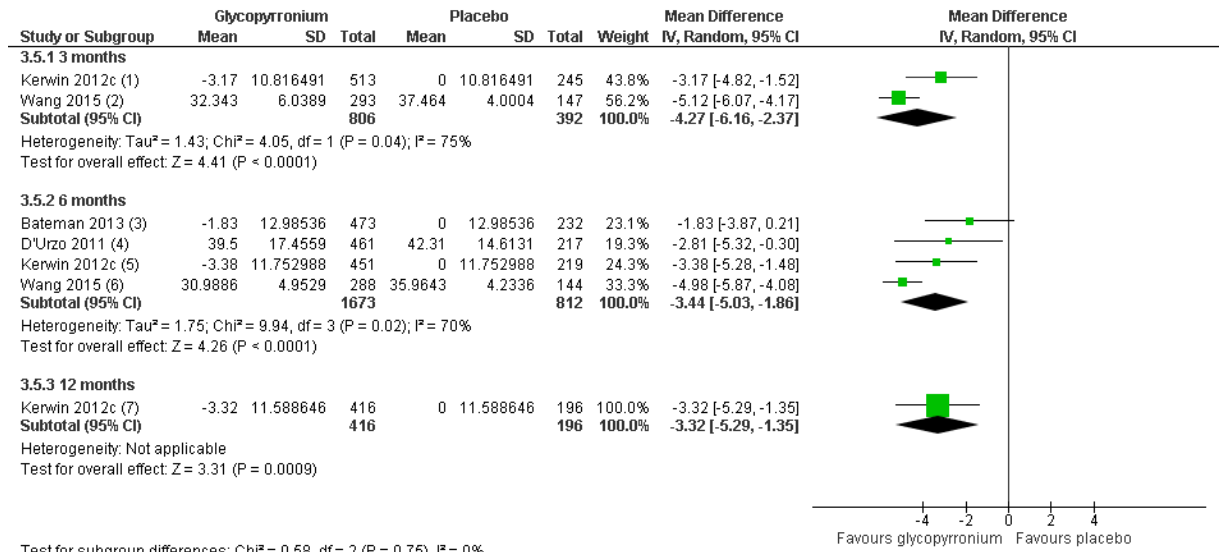 Glycopyrronium Placebo Mean Difference Mean Difference
Study or Subgroup Mean SD Total Mean SD Total Weight IV, Random, 95% CI IV, Random, 95% CI
3.5.1 3 months
Kerwin 2012c (1) -3.17 10.816491 513 0 10.816491 245 43.8% -3.17 [-4.82, -1.52]
Wang 2015 (2) 32.343 6.0389 293 37.464 4.0004 147 56.2% -5.12 [-6.07, -4.17]
Subtotal (95% CI) 806 392 100.0% -4.27 [-6.16, -2.37]
Heterogeneity: Tau² = 1.43; Chi² = 4.05, df = 1 (P = 0.04); I² = 75%
Test for overall effect: Z = 4.41 (P < 0.0001)
3.5.2 6 months
Bateman 2013 (3) -1.83 12.98536 473 0 12.98536 232 23.1% -1.83 [-3.87, 0.21]
D'Urzo 2011 (4) 39.5 17.4559 461 42.31 14.6131 217 19.3% -2.81 [-5.32, -0.30]
Kerwin 2012c (5) -3.38 11.752988 451 0 11.752988 219 24.3% -3.38 [-5.28, -1.48]
Wang 2015 (6) 30.9886 4.9529 288 35.9643 4.2336 144 33.3% -4.98 [-5.87, -4.08]
Subtotal (95% CI) 1673 812 100.0% -3.44 [-5.03, -1.86]
Heterogeneity: Tau² = 1.75; Chi² = 9.94, df = 3 (P = 0.02); I² = 70%
Test for overall effect: Z = 4.26 (P < 0.0001)
3.5.3 12 months
Kerwin 2012c (7) -3.32 11.588646 416 0 11.588646 196 100.0% -3.32 [-5.29, -1.35]
Subtotal (95% CI) 416 196 100.0% -3.32 [-5.29, -1.35]
Heterogeneity: Not applicable
Test for overall effect: Z = 3.31 (P = 0.0009)
-4 -2 0 2 4
Favours glycopyrronium Favours placebo
Test for subgroup differences: Chi² = 0.58, df = 2 (P = 0.75), I² = 0%